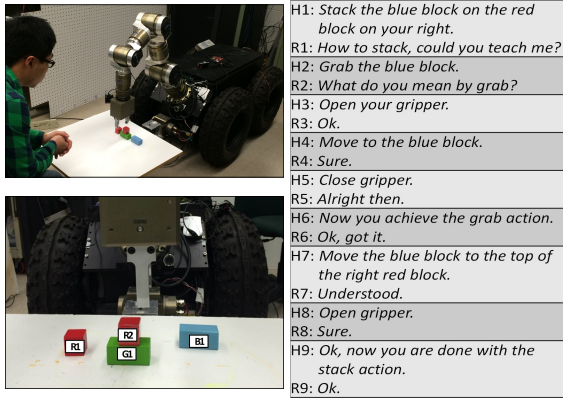 R1
R2
G1
B1
H1: Stack the blue block on the red
block on your right.
R1: How to stack, could you teach me?
H2: Grab the blue block.
R2: What do you mean by grab?
H3: Open your gripper.
R3: Ok.
H4: Move to the blue block.
R4: Sure.
H5: Close gripper.
R5: Alright then.
H6: Now you achieve the grab action.
R6: Ok, got it.
H7: Move the blue block to the top of
the right red block.
R7: Understood.
H8: Open gripper.
R8: Sure.
H9: Ok, now you are done with the
stack action.
R9: Ok.